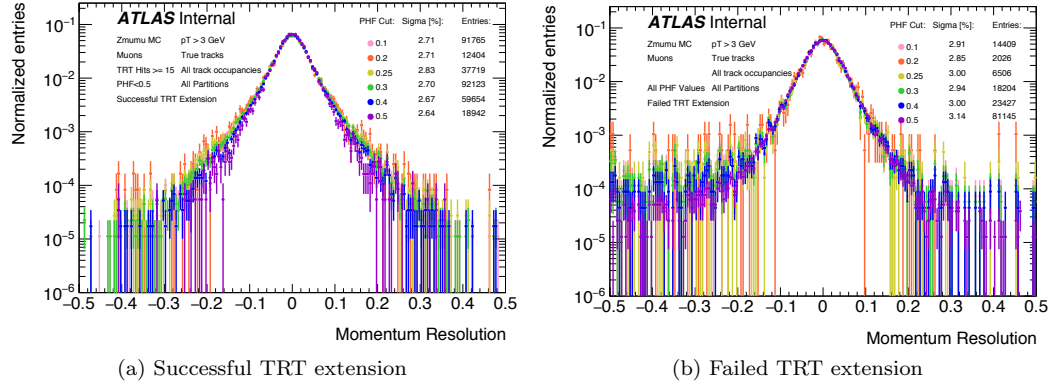 ATLAS Internal
PHF Cut: Sigma [%]: Entries:
Zmumu MC pT > 3 GeV 0.1 2.71 91765
Muons True tracks 0.2 2.71 12404
TRT Hits >= 15 All track occupancies 0.25 2.83 37719
PHF<0.5 All Partitions 0.3 2.70 92123
Successful TRT Extension 0.4 2.67 59654
0.5 2.64 18942
Normalized entries
10⁻¹
10⁻²
10⁻³
10⁻⁴
10⁻⁵
10⁻⁶
−0.5 −0.4 −0.3 −0.2 −0.1 0 0.1 0.2 0.3 0.4 0.5
Momentum Resolution
(a) Successful TRT extension
ATLAS Internal
PHF Cut: Sigma [%]: Entries:
Zmumu MC pT > 3 GeV 0.1 2.91 14409
Muons True tracks 0.2 2.85 2026
All track occupancies 0.25 3.00 6506
All PHF Values All Partitions 0.3 2.94 18204
Failed TRT Extension 0.4 3.00 23427
0.5 3.14 81145
Normalized entries
10⁻¹
10⁻²
10⁻³
10⁻⁴
10⁻⁵
10⁻⁶
−0.5 −0.4 −0.3 −0.2 −0.1 0 0.1 0.2 0.3 0.4 0.5
Momentum Resolution
(b) Failed TRT extension